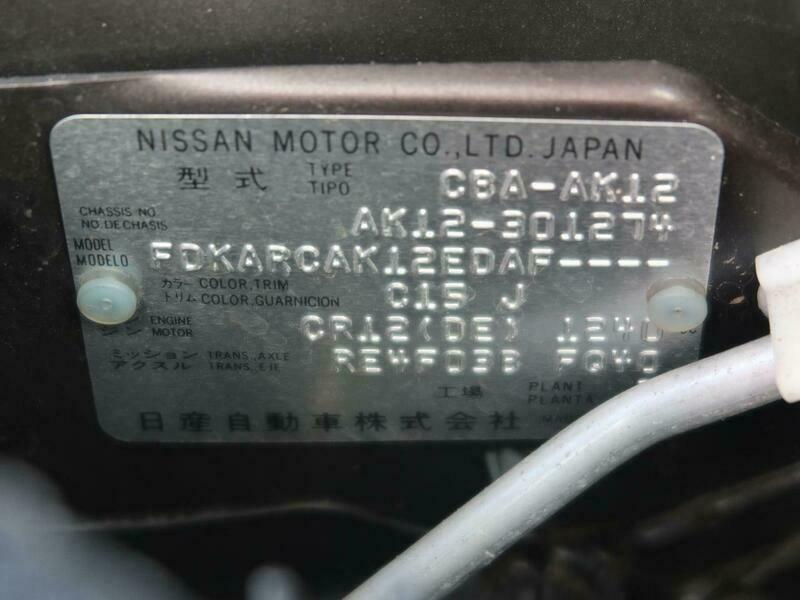 NISSAN MOTOR CO.,LTD. JAPAN
型式 TYPE TIPO CBA-AK12
CHASSIS NO. NO. DE CHASIS AK12-301274
MODEL MODELO FDKARCAK12EDAF----
カラー COLOR,TRIM トリム COLOR,GUARNICION C15 J
ENGINE MOTOR CR12(DE) 1240 cc
ミッション TRANS.,AXLE アクスル TRANS.,EJE RE4F03B FQ40
工場 PLANT PLANTA
日産自動車株式会社